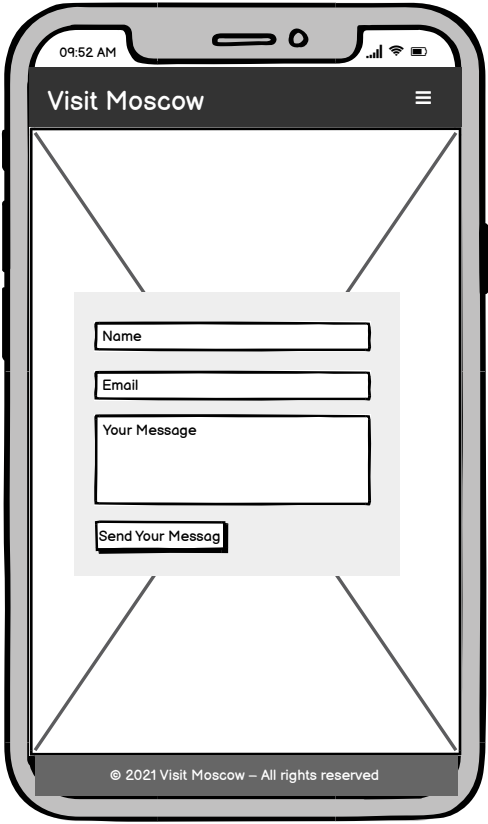 09:52 AM
Visit Moscow
Name
Email
Your Message
Send Your Messag
© 2021 Visit Moscow – All rights reserved